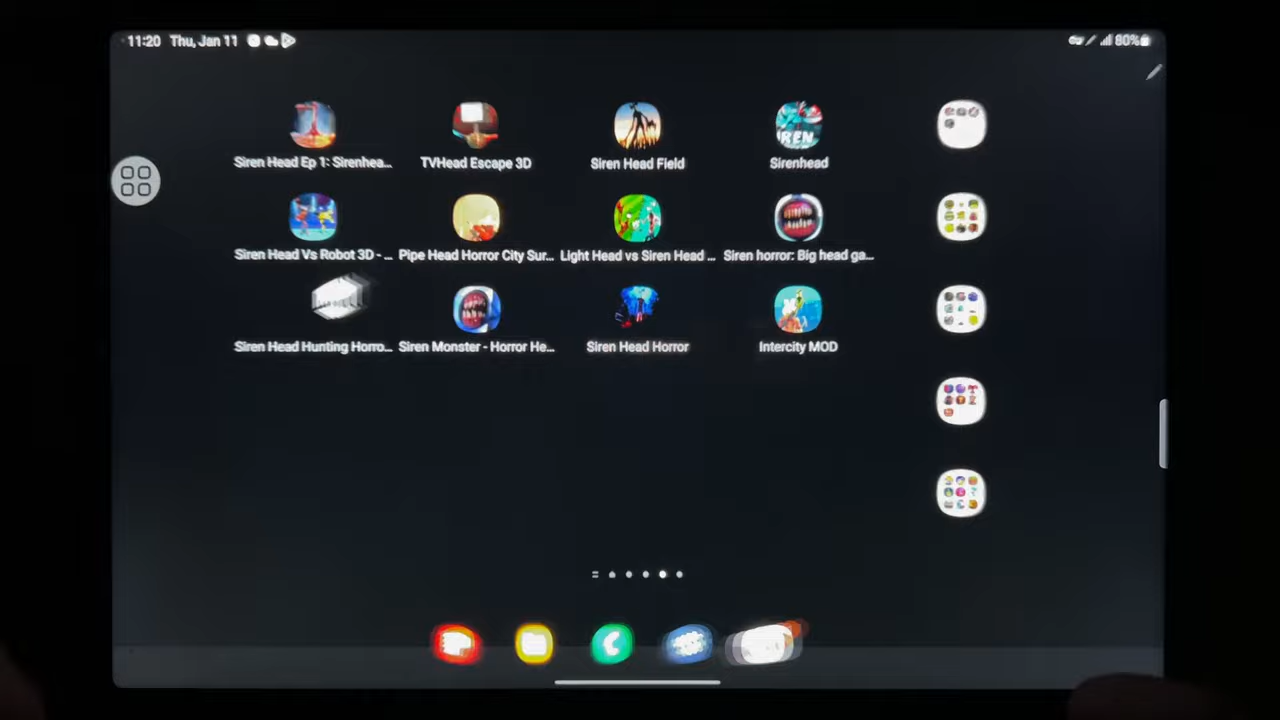 11:20 Thu, Jan 11 80%
Siren Head Ep 1: Sirenhea...
TVHead Escape 3D
Siren Head Field
REN
Sirenhead
Siren Head Vs Robot 3D - ...
Pipe Head Horror City Sur...
Light Head vs Siren Head ...
Siren horror: Big head ga...
Siren Head Hunting Horro...
Siren Monster - Horror He...
Siren Head Horror
Intercity MOD